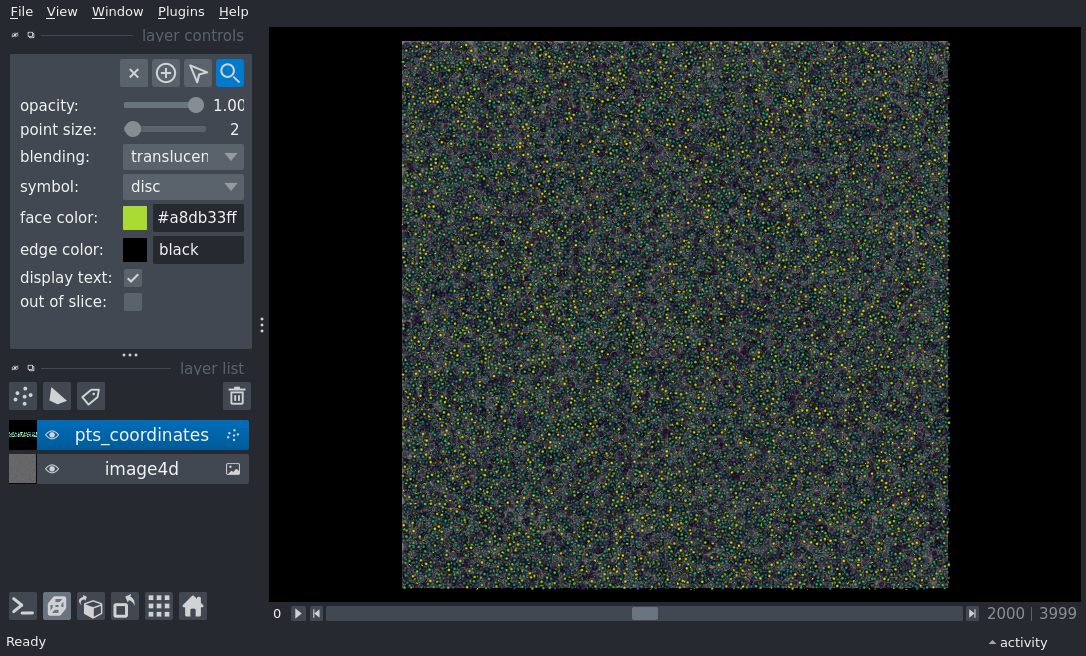 File View Window Plugins Help
layer controls
opacity: 1.00
point size: 2
blending: translucen
symbol: disc
face color: #a8db33ff
edge color: black
display text:
out of slice:
layer list
pts_coordinates
image4d
0 2000 | 3999
Ready activity